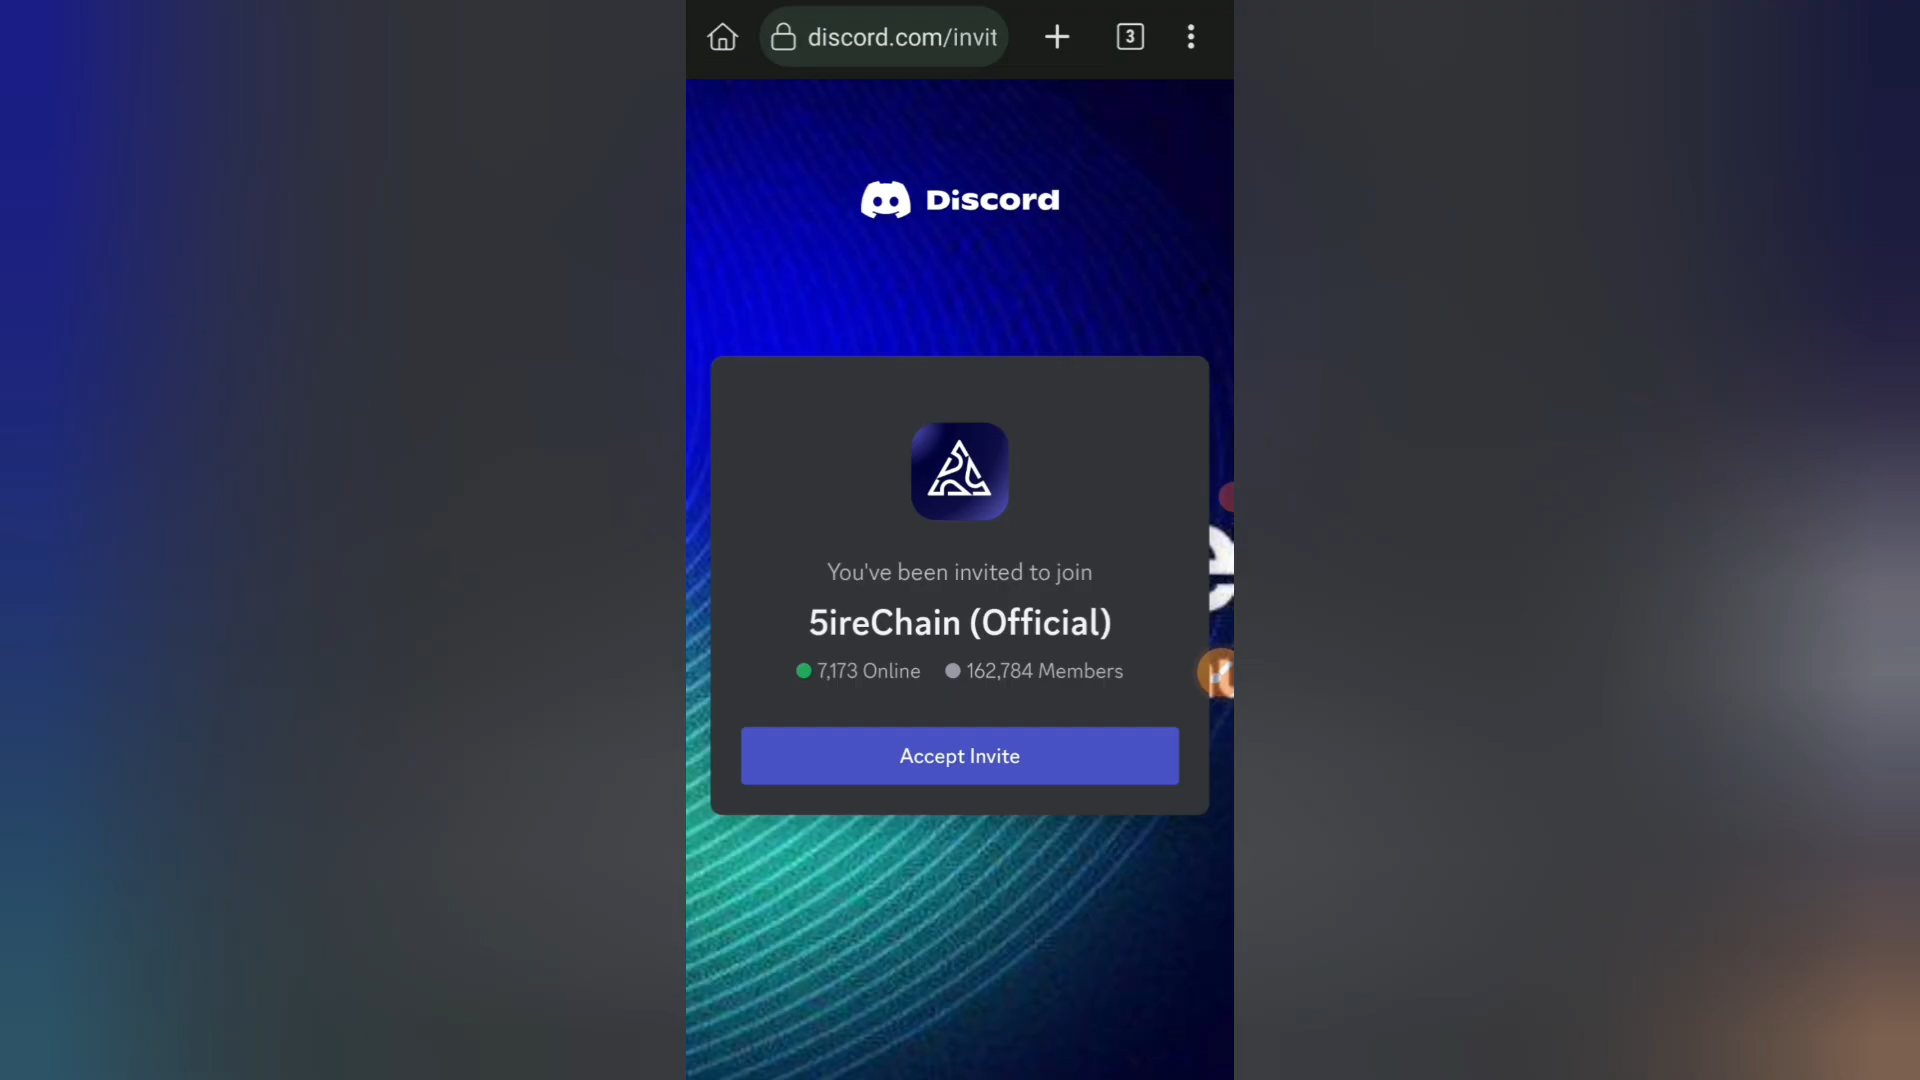 discord.com/invit
3
Discord
You've been invited to join
5ireChain (Official)
7,173 Online 162,784 Members
Accept Invite